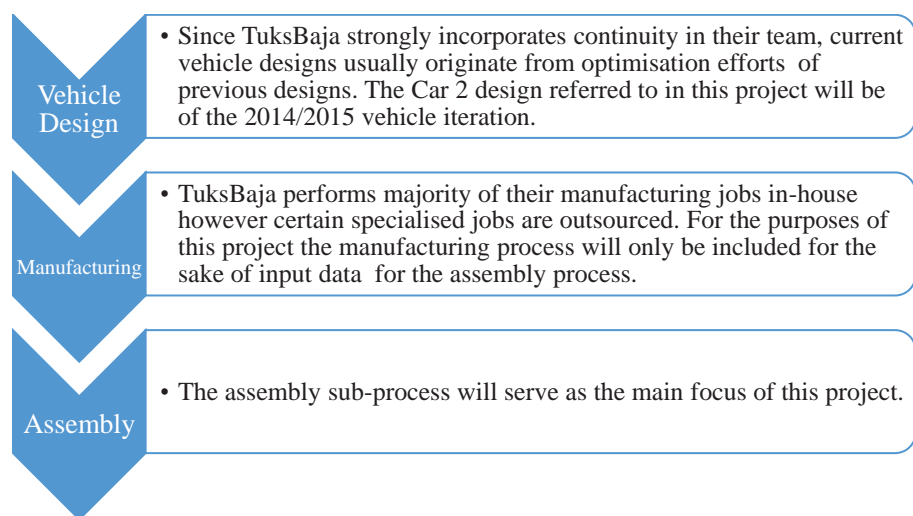 Vehicle
Design
• Since TuksBaja strongly incorporates continuity in their team, current
vehicle designs usually originate from optimisation efforts of
previous designs. The Car 2 design referred to in this project will be
of the 2014/2015 vehicle iteration.
Manufacturing
• TuksBaja performs majority of their manufacturing jobs in-house
however certain specialised jobs are outsourced. For the purposes of
this project the manufacturing process will only be included for the
sake of input data for the assembly process.
Assembly
• The assembly sub-process will serve as the main focus of this project.